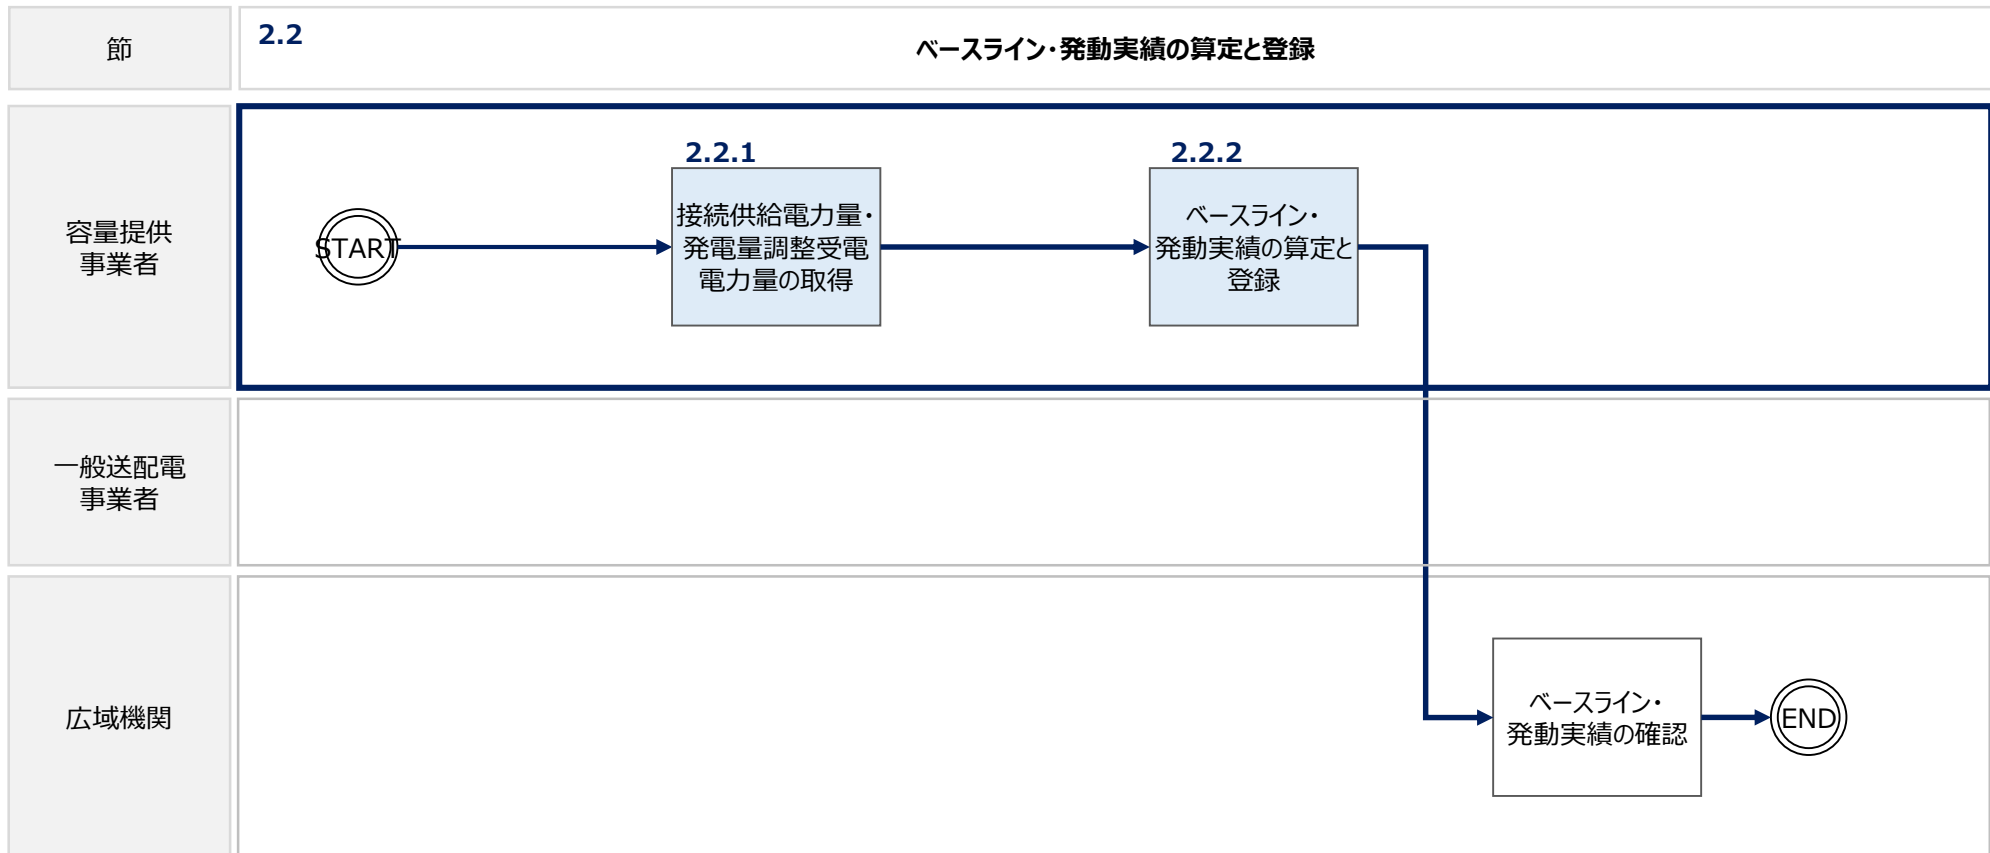 節
2.2
ベースライン・発動実績の算定と登録
容量提供
事業者
START
2.2.1
接続供給電力量・
発電量調整受電
電力量の取得
2.2.2
ベースライン・
発動実績の算定と
登録
一般送配電
事業者
広域機関
ベースライン・
発動実績の確認
END